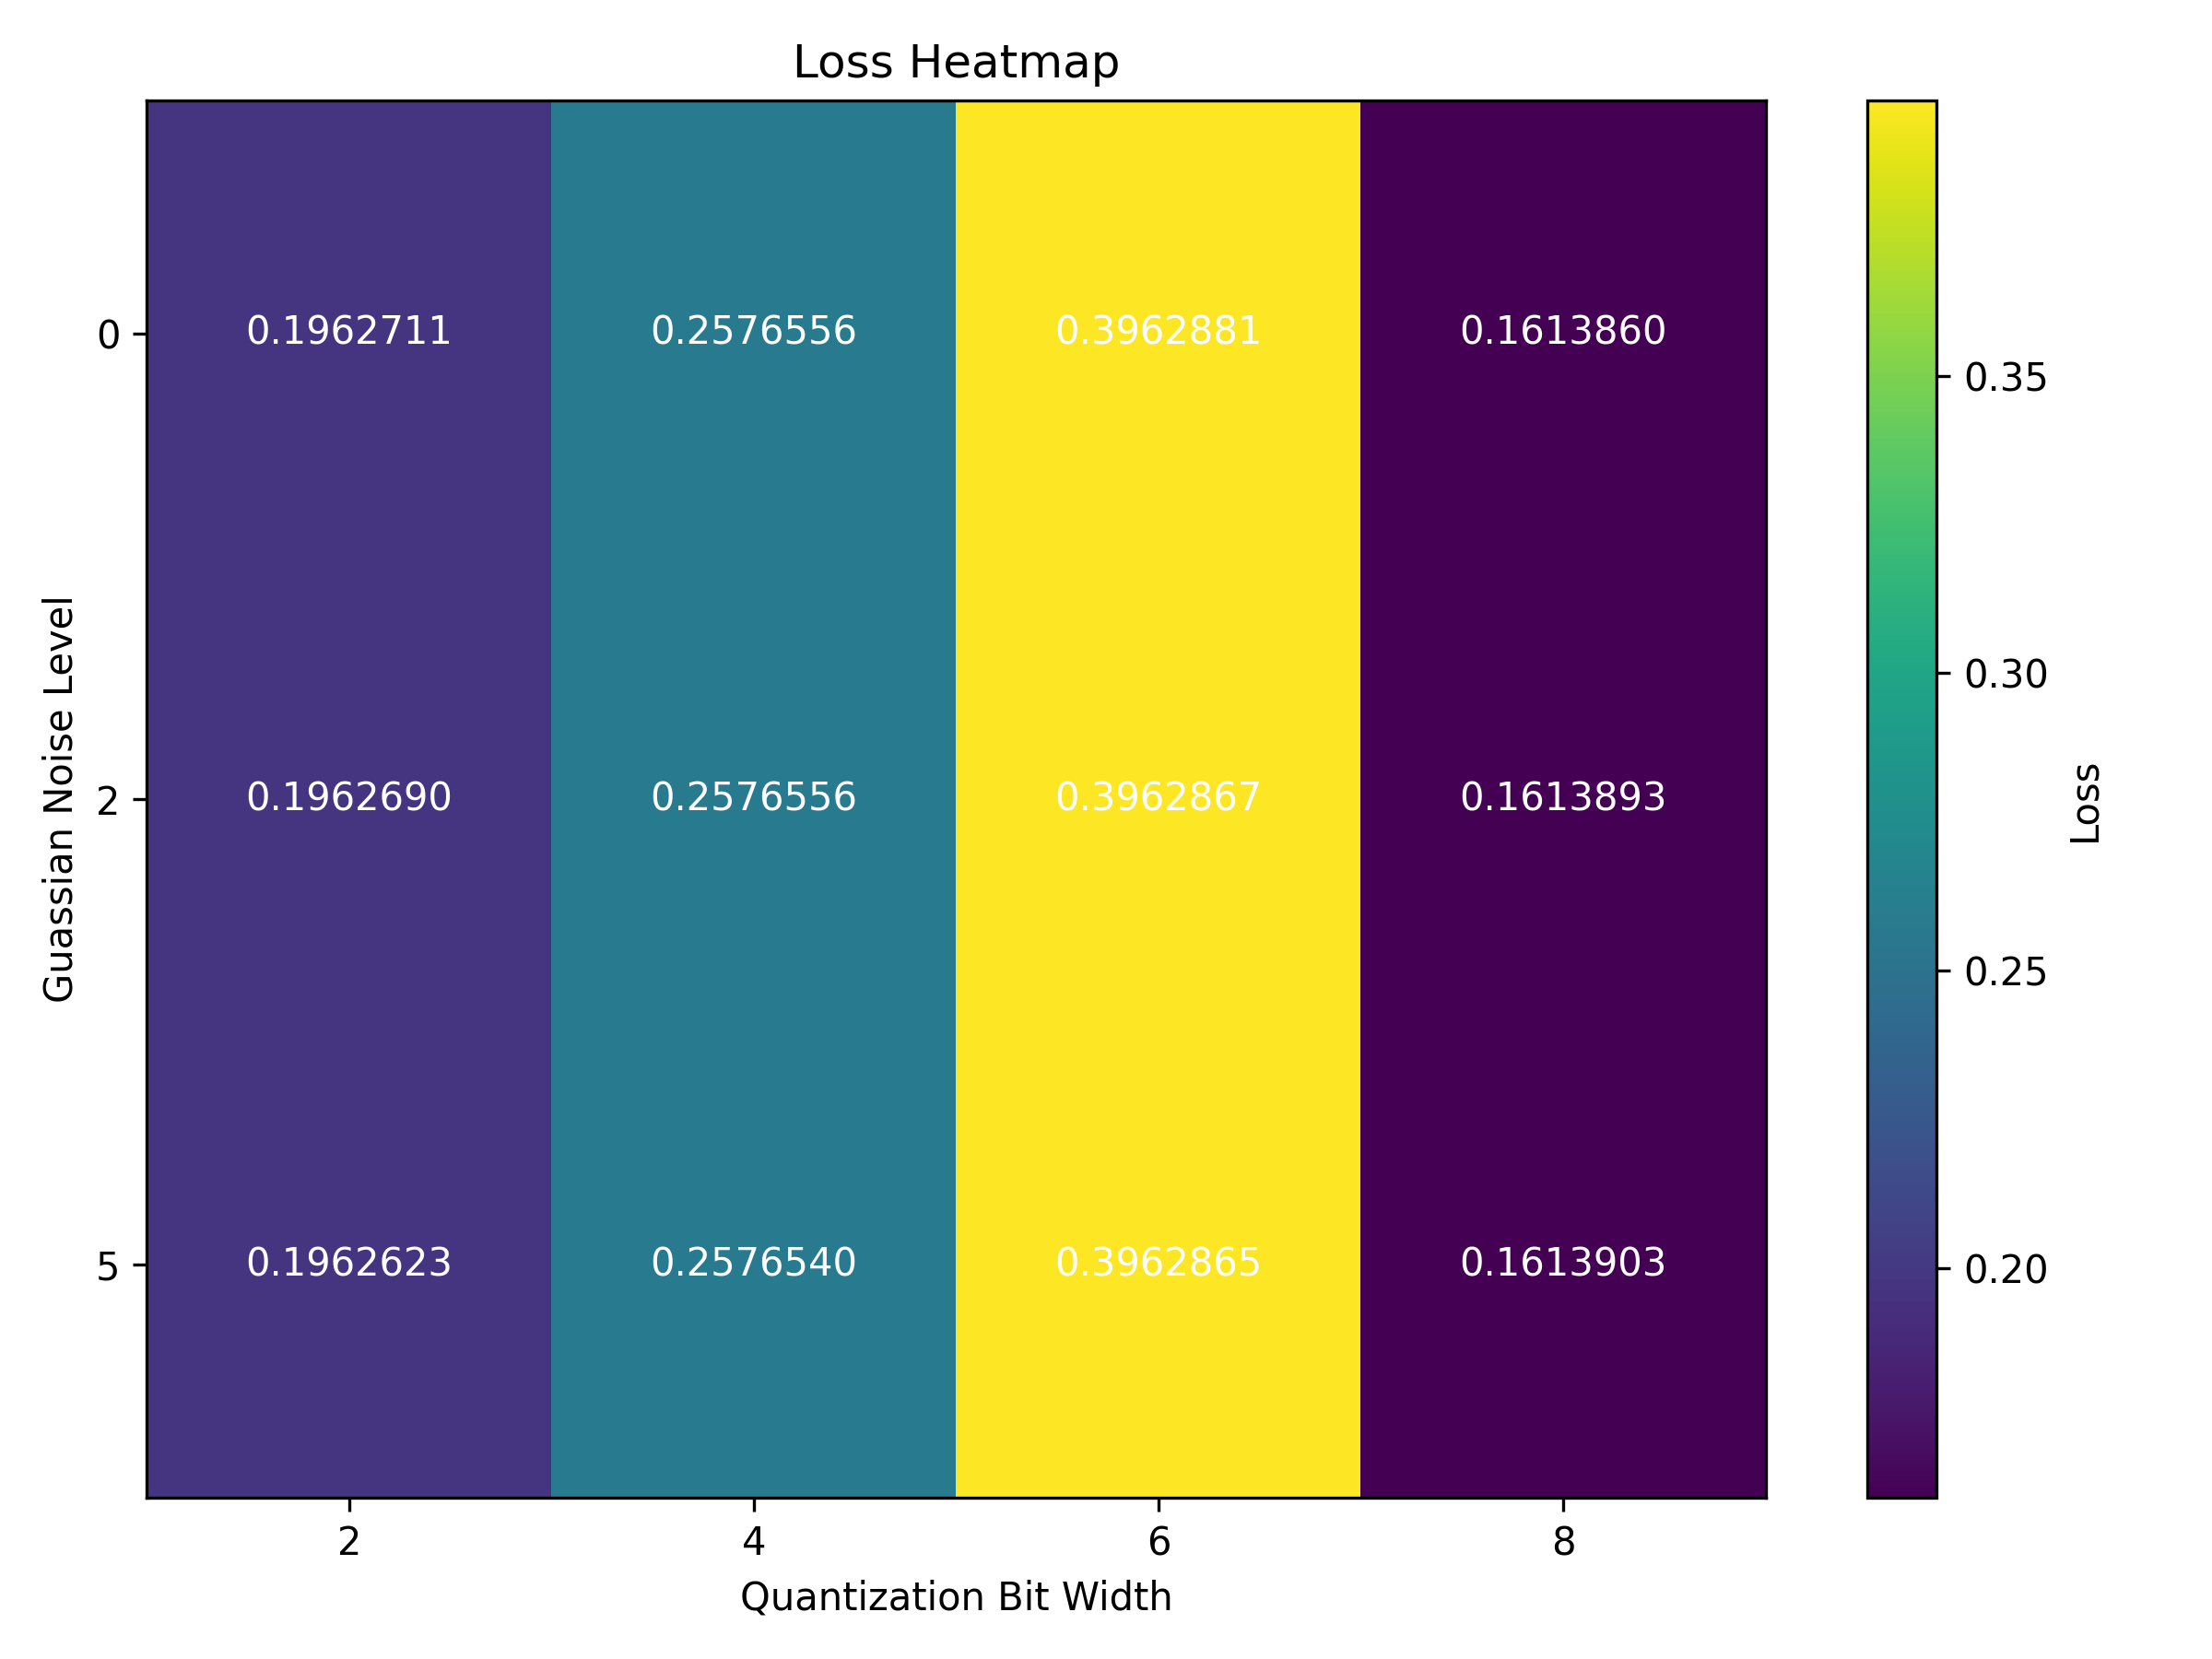 Loss Heatmap
0.1962711 0.2576556 0.3962881 0.1613860
0.1962690 0.2576556 0.3962867 0.1613893
0.1962623 0.2576540 0.3962865 0.1613903
0
2
5
Guassian Noise Level
2 4 6 8
Quantization Bit Width
0.35
0.30
0.25
0.20
Loss